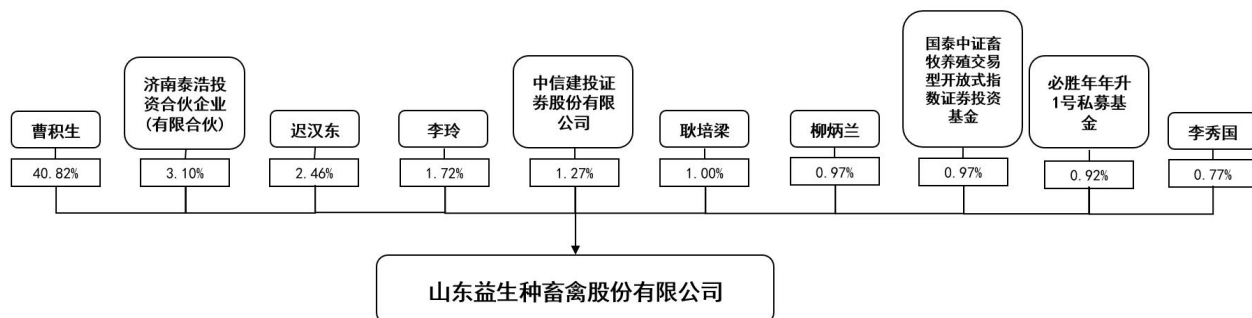 曹积生
济南泰浩投
资合伙企业
(有限合伙)
迟汉东
李玲
中信建投证
券股份有限
公司
耿培梁
柳炳兰
国泰中证畜
牧养殖交易
型开放式指
数证券投资
基金
必胜年年升
1号私募基
金
李秀国
40.82%
3.10%
2.46%
1.72%
1.27%
1.00%
0.97%
0.97%
0.92%
0.77%
山东益生种畜禽股份有限公司